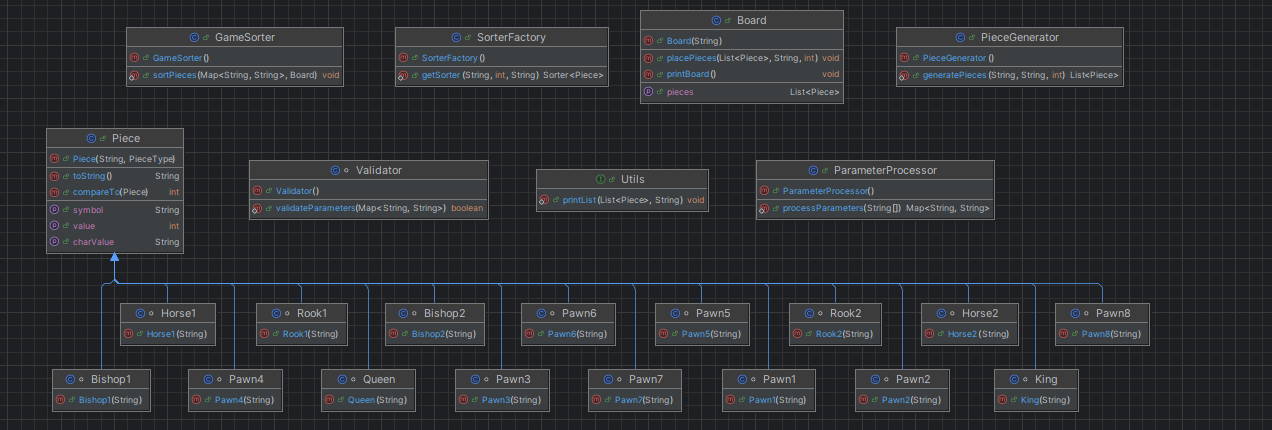 GameSorter
GameSorter()
sortPieces(Map<String, String>, Board) void
SorterFactory
SorterFactory()
getSorter(String, int, String) Sorter<Piece>
Board
Board(String)
placePieces(List<Piece>, String, int) void
printBoard() void
pieces List<Piece>
PieceGenerator
PieceGenerator()
generatePieces(String, String, int) List<Piece>
Piece
Piece(String, PieceType)
toString() String
compareTo(Piece) int
symbol String
value int
charValue String
Validator
Validator()
validateParameters(Map<String, String>) boolean
Utils
printList(List<Piece>, String) void
ParameterProcessor
ParameterProcessor()
processParameters(String[]) Map<String, String>
Horse1
Horse1(String)
Rook1
Rook1(String)
Bishop2
Bishop2(String)
Pawn6
Pawn6(String)
Pawn5
Pawn5(String)
Rook2
Rook2(String)
Horse2
Horse2(String)
Pawn8
Pawn8(String)
Bishop1
Bishop1(String)
Pawn4
Pawn4(String)
Queen
Queen(String)
Pawn3
Pawn3(String)
Pawn7
Pawn7(String)
Pawn1
Pawn1(String)
Pawn2
Pawn2(String)
King
King(String)